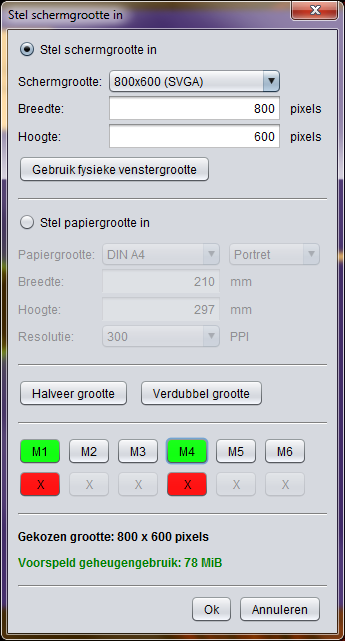 Stel schermgrootte in
Stel schermgrootte in
Schermgrootte: 800x600 (SVGA)
Breedte: 800 pixels
Hoogte: 600 pixels
Gebruik fysieke venstergrootte
Stel papiergrootte in
Papiergrootte: DIN A4 Portret
Breedte: 210 mm
Hoogte: 297 mm
Resolutie: 300 PPI
Halveer grootte Verdubbel grootte
M1 M2 M3 M4 M5 M6
X X X X X X
Gekozen grootte: 800 x 600 pixels
Voorspeld geheugengebruik: 78 MiB
Ok Annuleren